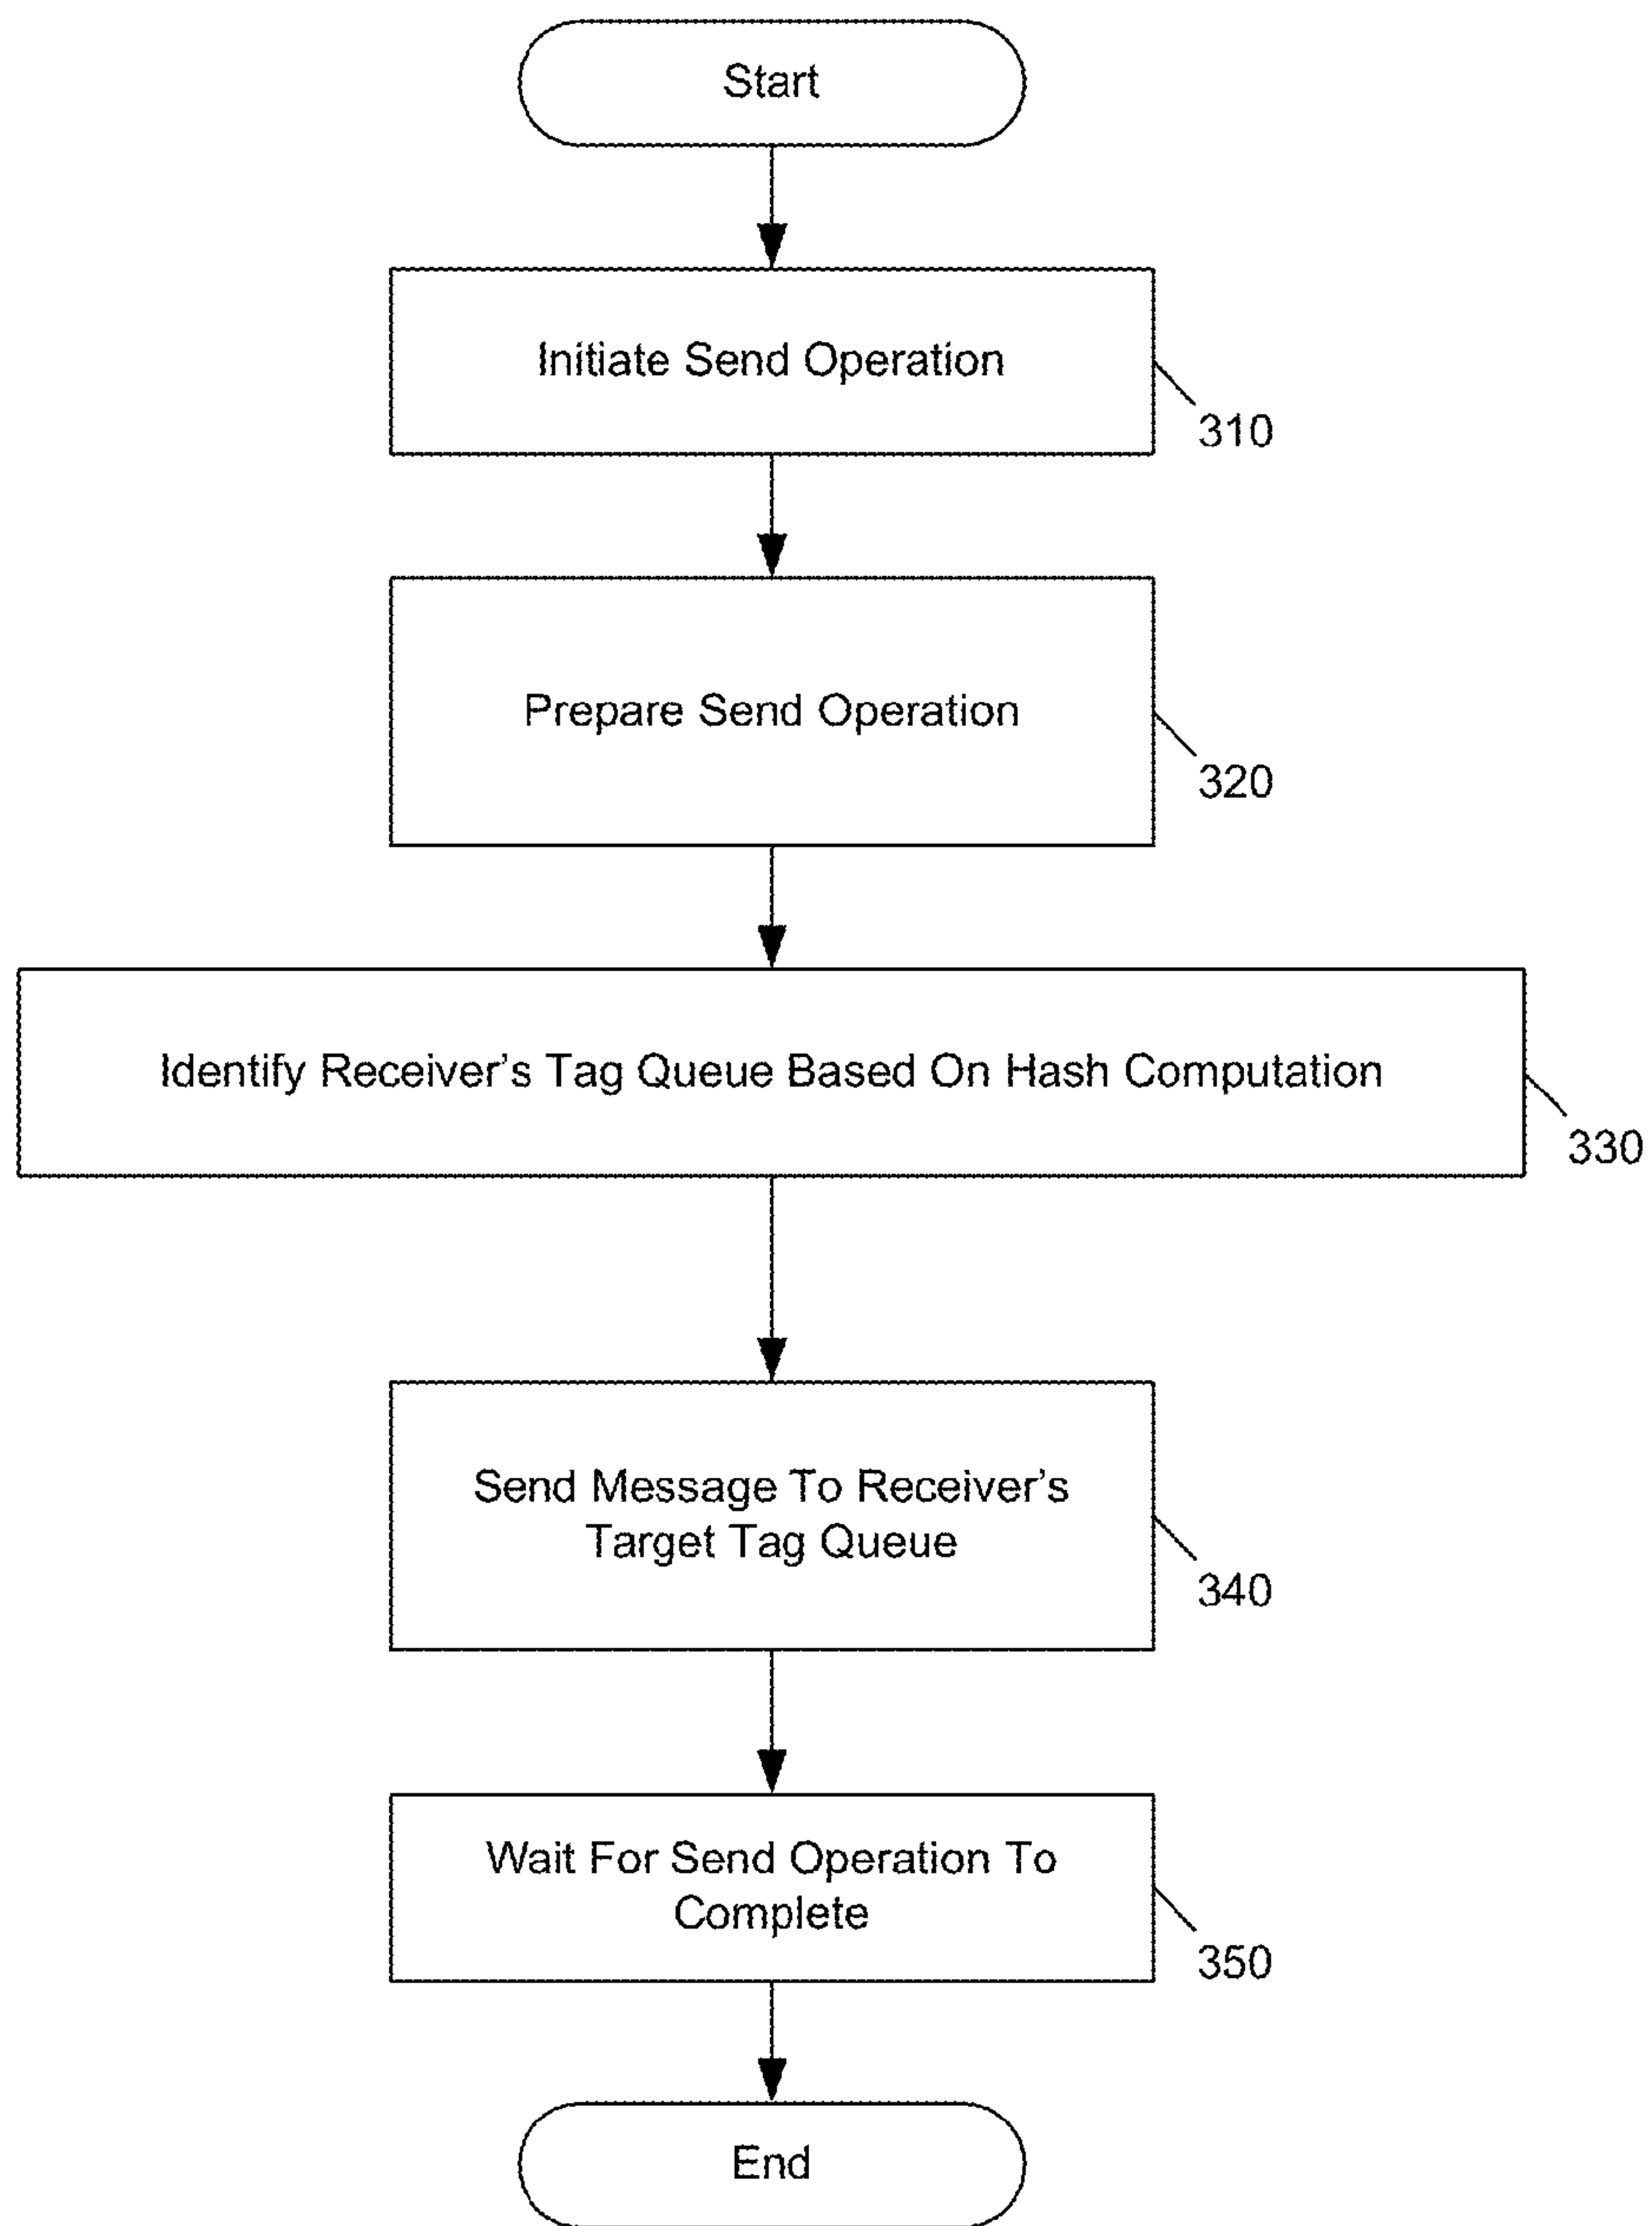 Start
Initiate Send Operation
310
Prepare Send Operation
320
Identify Receiver's Tag Queue Based On Hash Computation
330
Send Message To Receiver's
Target Tag Queue
340
Wait For Send Operation To
Complete
350
End